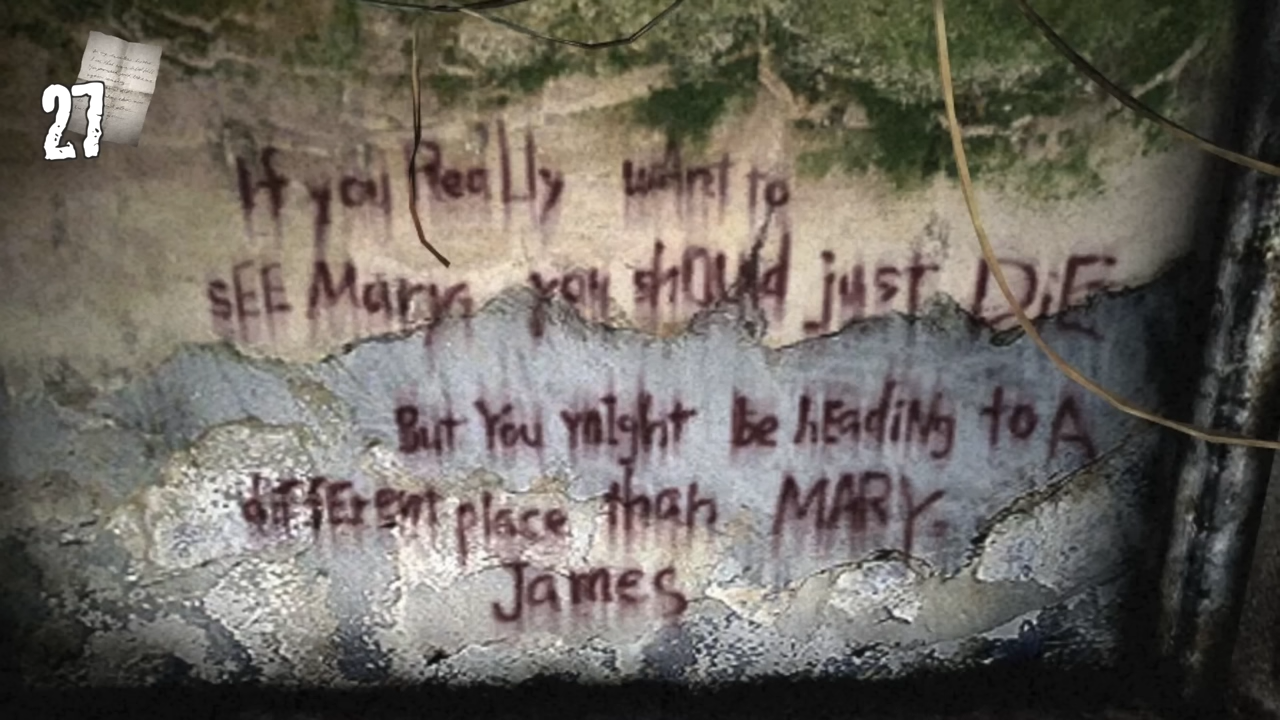 27
If you ReaLly want to
sEE Mary, you shOUld just DiE
But You mIght be hEadiNg to A
diffErent place than MARY.
James